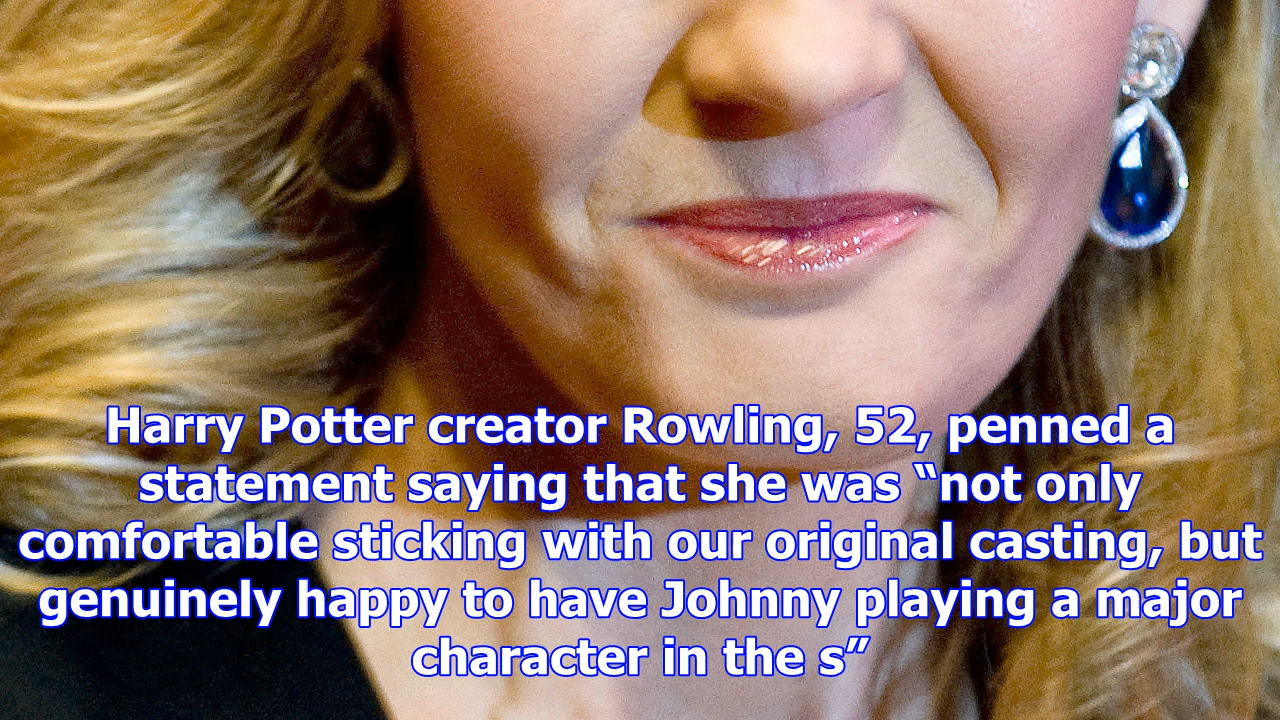 Harry Potter creator Rowling, 52, penned a
statement saying that she was “not only
comfortable sticking with our original casting, but
genuinely happy to have Johnny playing a major
character in the s”